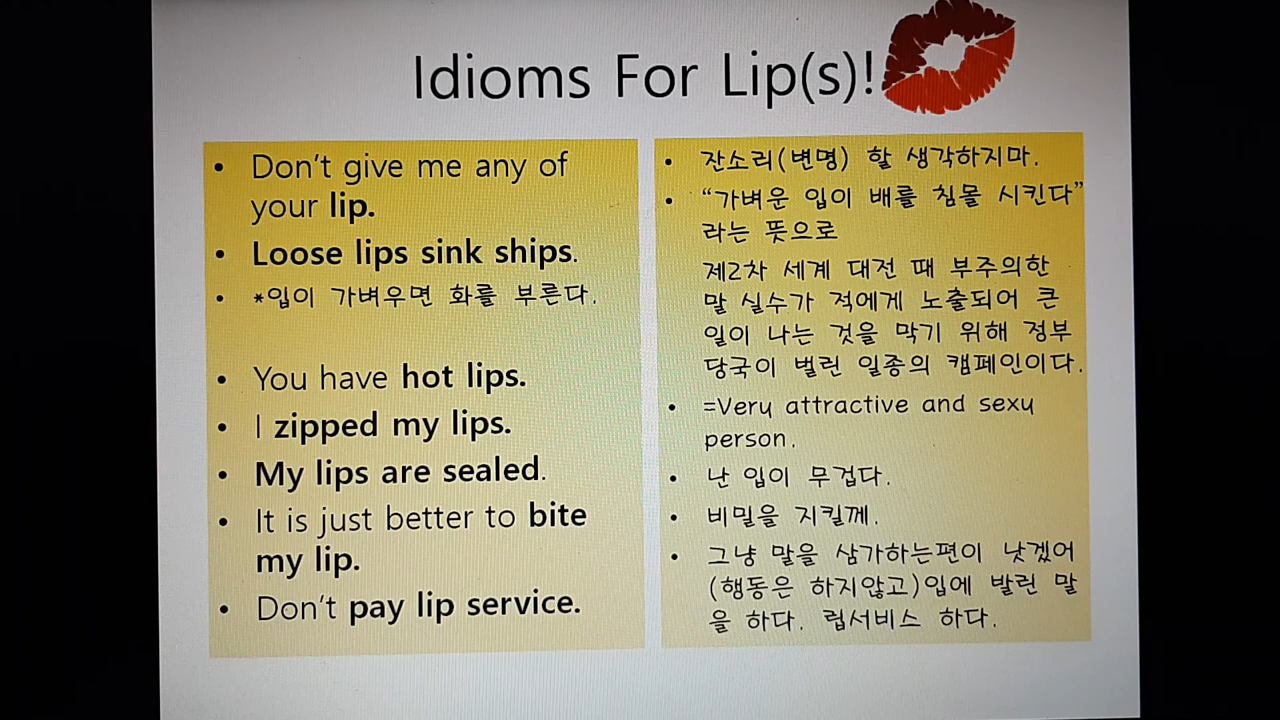 Idioms For Lip(s)!
• Don't give me any of
your lip.
• Loose lips sink ships.
• *입이 가벼우면 화를 부른다.
• You have hot lips.
• I zipped my lips.
• My lips are sealed.
• It is just better to bite
my lip.
• Don't pay lip service.
• 잔소리(변명) 할 생각하지마.
• “가벼운 입이 배를 침몰 시킨다”
라는 뜻으로
제2차 세계 대전 때 부주의한
말 실수가 적에게 노출되어 큰
일이 나는 것을 막기 위해 정부
당국이 벌린 일종의 캠페인이다.
• =Very attractive and sexy
person.
• 난 입이 무겁다.
• 비밀을 지킬께.
• 그냥 말을 삼가하는편이 낫겠어
(행동은 하지않고)입에 발린 말
을 하다. 립서비스 하다.